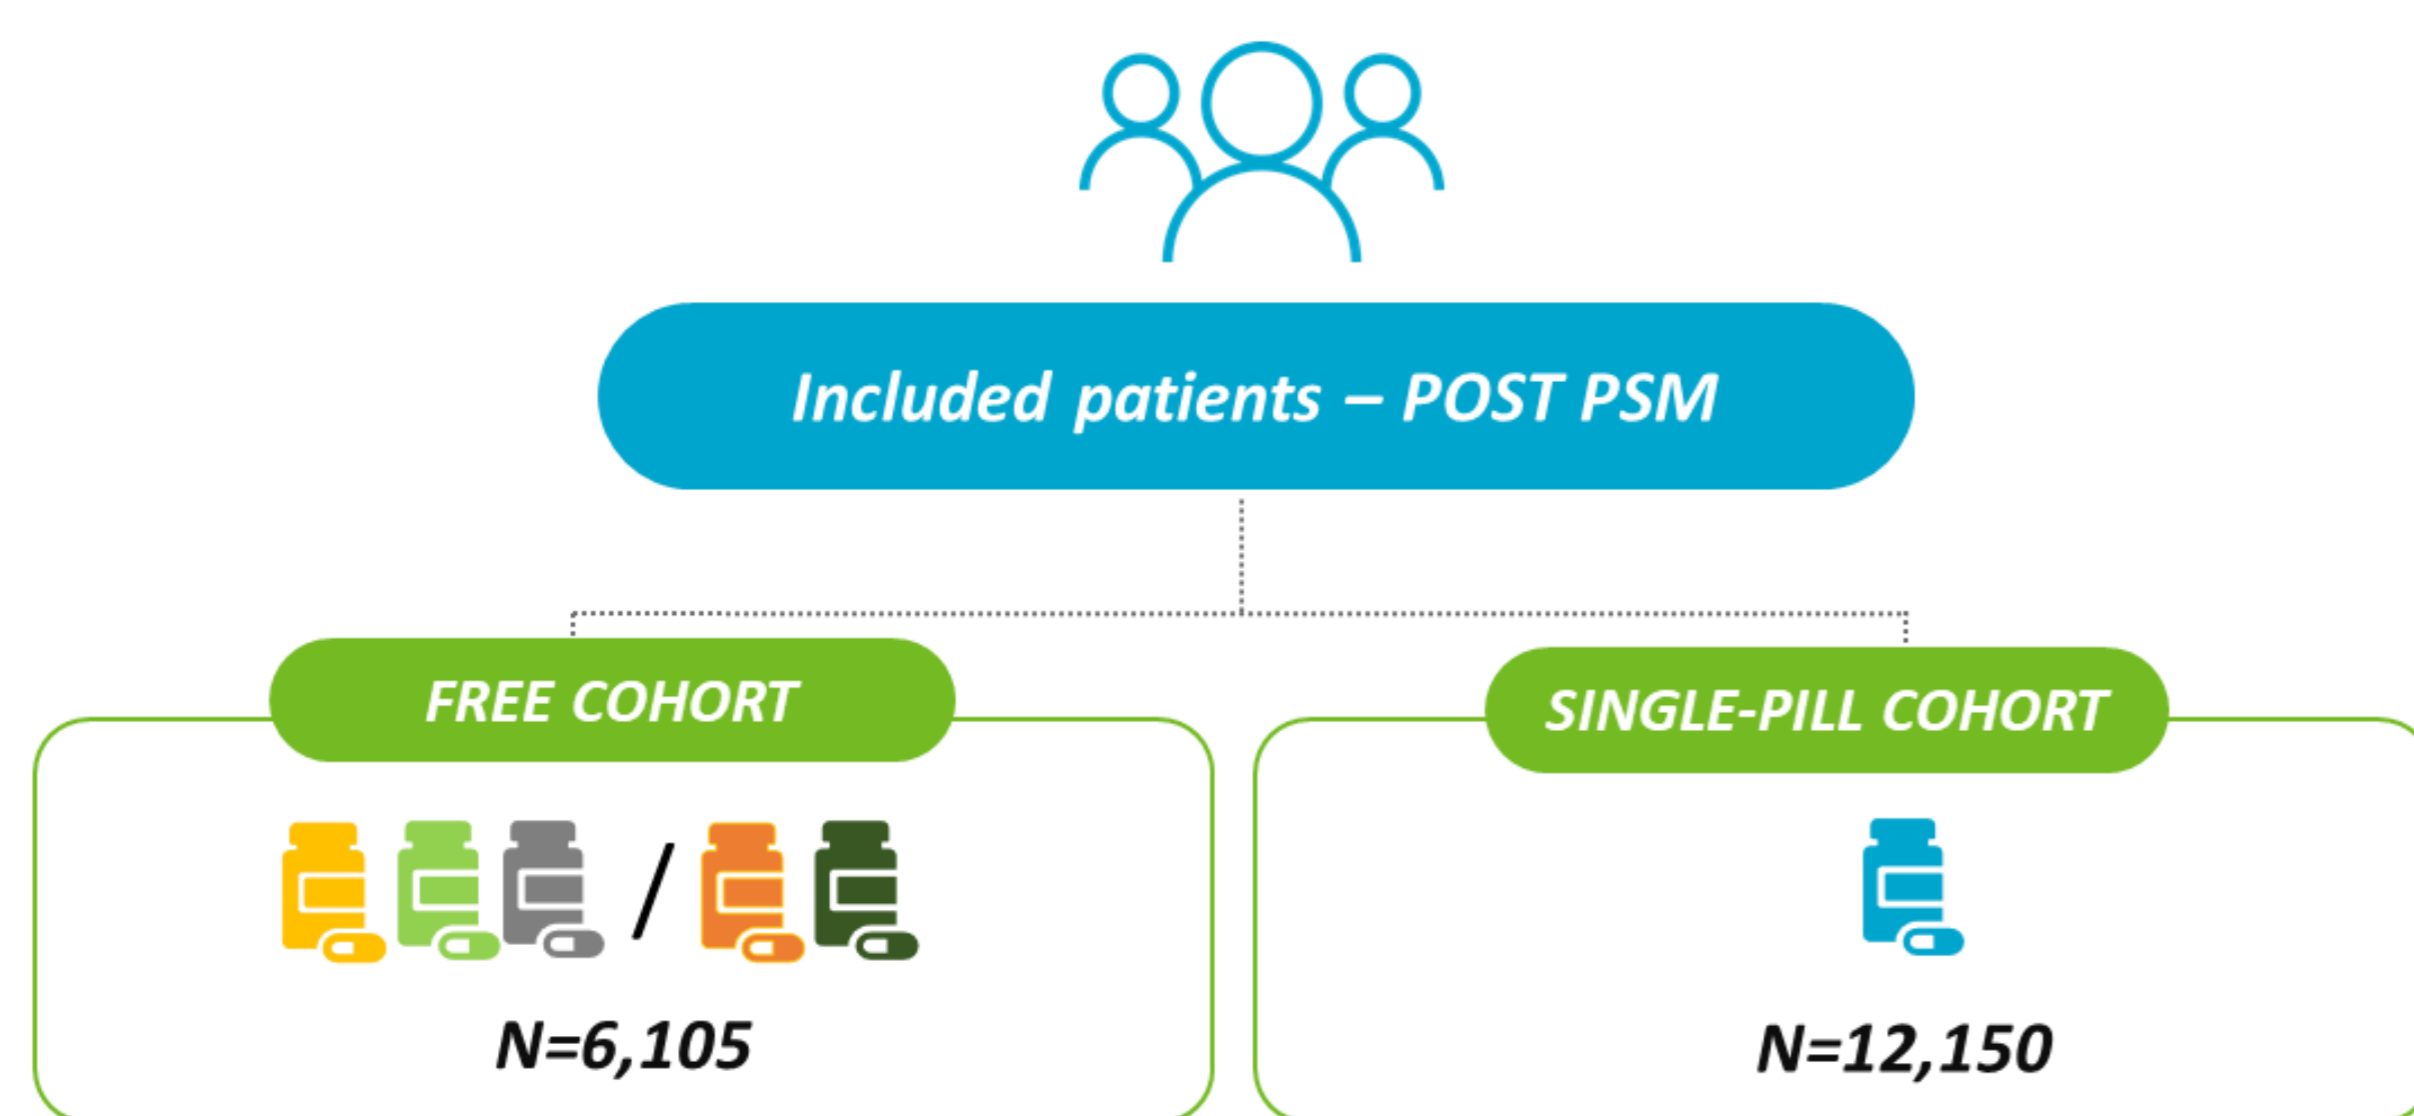 Included patients – POST PSM
FREE COHORT
SINGLE-PILL COHORT
/
N=6,105
N=12,150